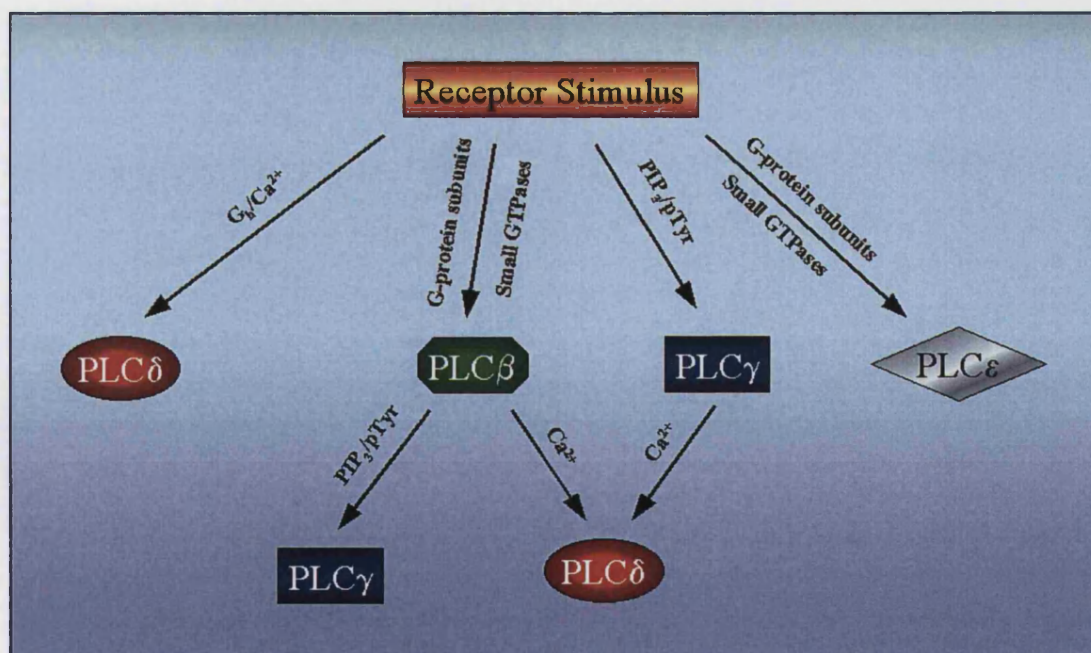 Receptor Stimulus
Gₕ/Ca²⁺
G-protein subunits
Small GTPases
PIP₃/pTyr
G-protein subunits
Small GTPases
PLCδ
PLCβ
PLCγ
PLCε
PIP₃/pTyr
Ca²⁺
Ca²⁺
PLCγ
PLCδ